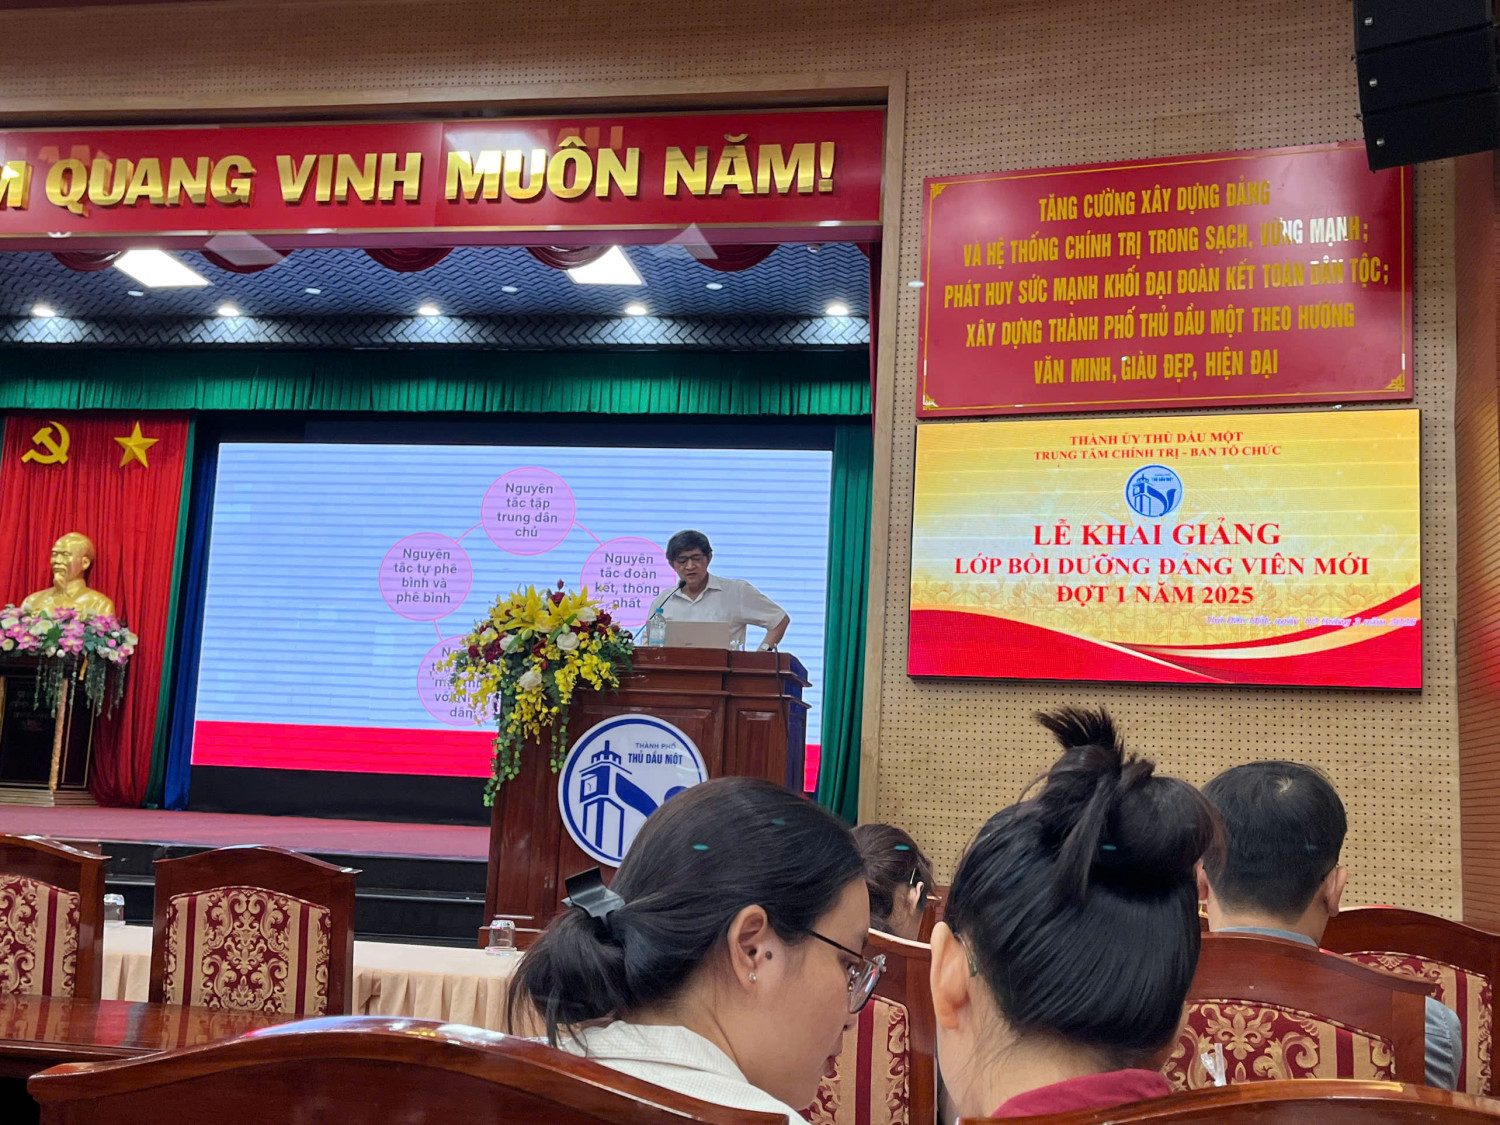 QUANG VINH MUÔN NĂM!
TĂNG CƯỜNG XÂY DỰNG ĐẢNG
VÀ HỆ THỐNG CHÍNH TRỊ TRONG SẠCH, VỮNG MẠNH;
PHÁT HUY SỨC MẠNH KHỐI ĐẠI ĐOÀN KẾT TOÀN DÂN TỘC;
XÂY DỰNG THÀNH PHỐ THỦ DẦU MỘT THEO HƯỚNG
VĂN MINH, GIÀU ĐẸP, HIỆN ĐẠI
THÀNH ỦY THỦ DẦU MỘT
TRUNG TÂM CHÍNH TRỊ - BAN TỔ CHỨC
THỦ DẦU MỘT
LỄ KHAI GIẢNG
LỚP BỒI DƯỠNG ĐẢNG VIÊN MỚI
ĐỢT 1 NĂM 2025
Nguyên
tắc tập
trung dân
chủ
Nguyên
tắc tự phê
bình và
phê bình
Nguyên
tắc đoàn
kết, thống
nhất
dân
THÀNH PHỐ
THỦ DẦU MỘT